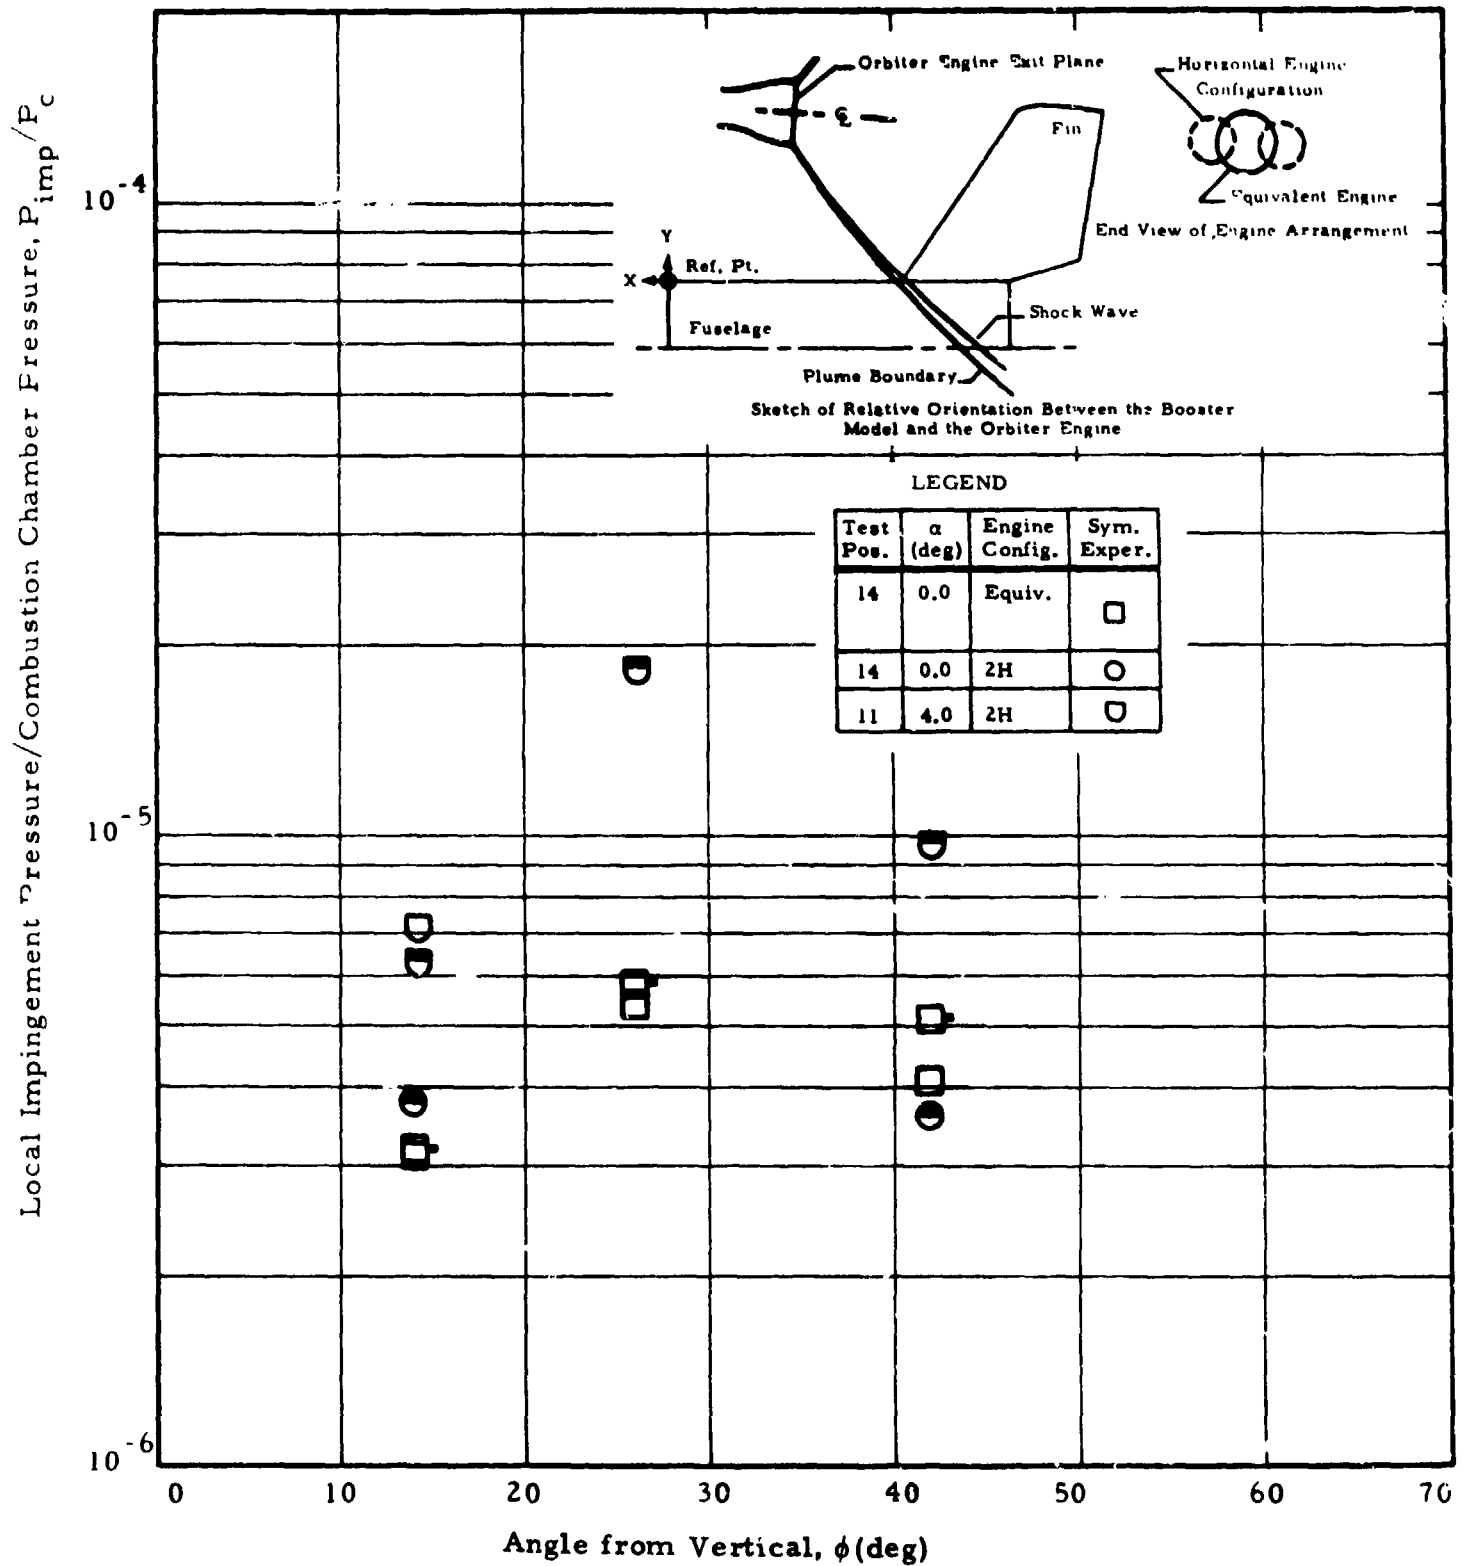 Local Impingement Pressure/Combustion Chamber Pressure, P_imp/P_c
10^-4
10^-5
10^-6
0 10 20 30 40 50 60 70
Angle from Vertical, ϕ(deg)
Orbiter Engine Exit Plane
℄
Fin
Horizontal Engine
Configuration
Equivalent Engine
End View of Engine Arrangement
Y
X
Ref. Pt.
Fuselage
Shock Wave
Plume Boundary
Sketch of Relative Orientation Between the Booster
Model and the Orbiter Engine
LEGEND
Test Pos. α (deg) Engine Config. Sym. Exper.
14 0.0 Equiv.
14 0.0 2H
11 4.0 2H